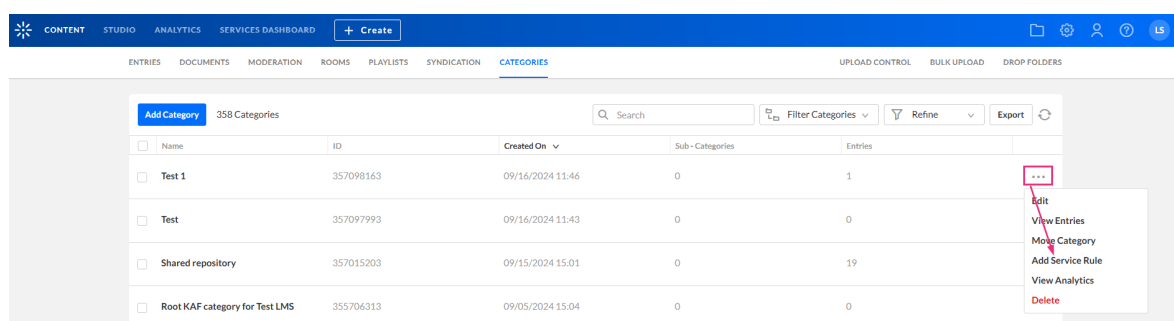 CONTENT STUDIO ANALYTICS SERVICES DASHBOARD + Create LS
ENTRIES DOCUMENTS MODERATION ROOMS PLAYLISTS SYNDICATION CATEGORIES UPLOAD CONTROL BULK UPLOAD DROP FOLDERS
Add Category 358 Categories Search Filter Categories Refine Export
Name ID Created On Sub - Categories Entries
Test 1 357098163 09/16/2024 11:46 0 1
Edit
Test 357097993 09/16/2024 11:43 0 0
View Entries
Move Category
Shared repository 357015203 09/15/2024 15:01 0 19
Add Service Rule
View Analytics
Root KAF category for Test LMS 355706313 09/05/2024 15:04 0 0
Delete